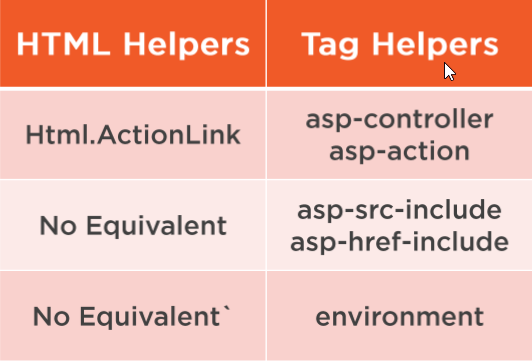 HTML Helpers Tag Helpers
Html.ActionLink asp-controller
asp-action
No Equivalent asp-src-include
asp-href-include
No Equivalent` environment